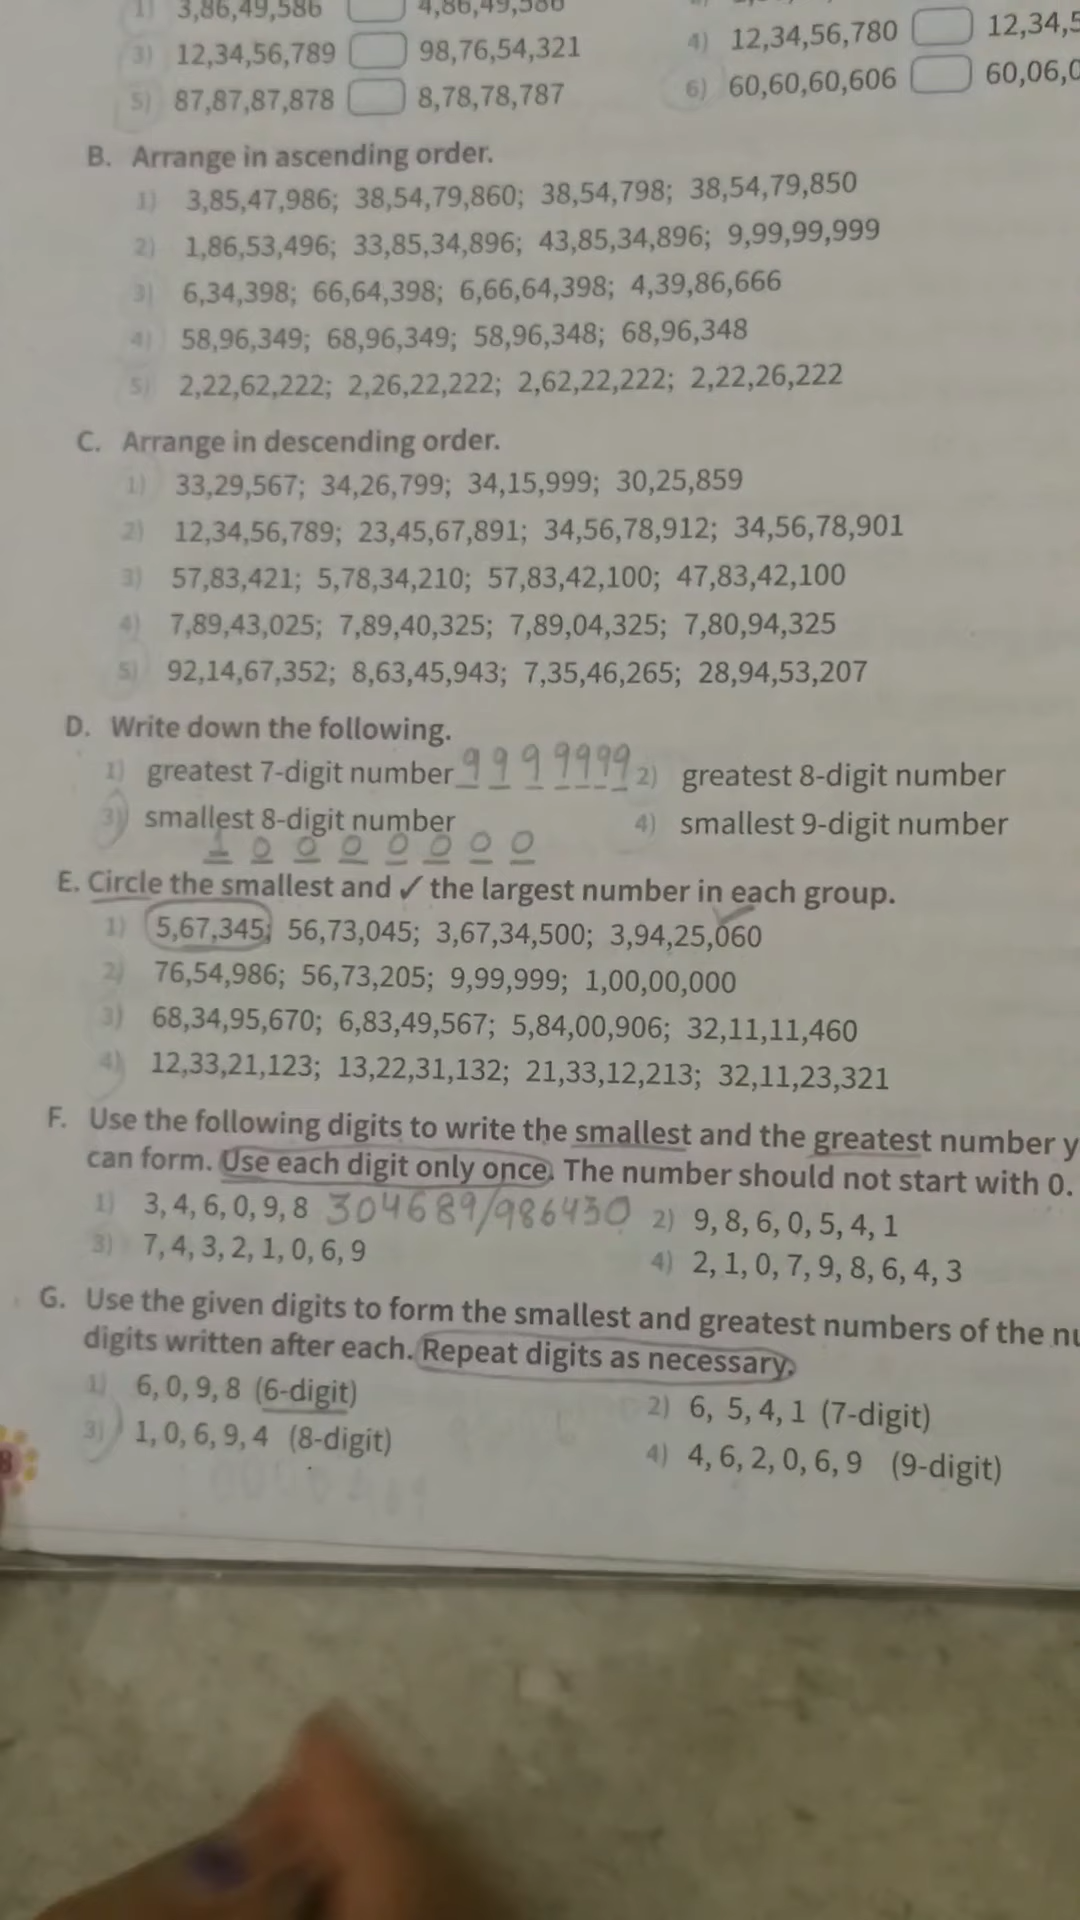 1) 3,86,49,586 4,86,49,586
3) 12,34,56,789 98,76,54,321 4) 12,34,56,780 12,34,5
5) 87,87,87,878 8,78,78,787 6) 60,60,60,606 60,06,0
B. Arrange in ascending order.
1) 3,85,47,986; 38,54,79,860; 38,54,798; 38,54,79,850
2) 1,86,53,496; 33,85,34,896; 43,85,34,896; 9,99,99,999
3) 6,34,398; 66,64,398; 6,66,64,398; 4,39,86,666
4) 58,96,349; 68,96,349; 58,96,348; 68,96,348
5) 2,22,62,222; 2,26,22,222; 2,62,22,222; 2,22,26,222
C. Arrange in descending order.
1) 33,29,567; 34,26,799; 34,15,999; 30,25,859
2) 12,34,56,789; 23,45,67,891; 34,56,78,912; 34,56,78,901
3) 57,83,421; 5,78,34,210; 57,83,42,100; 47,83,42,100
4) 7,89,43,025; 7,89,40,325; 7,89,04,325; 7,80,94,325
5) 92,14,67,352; 8,63,45,943; 7,35,46,265; 28,94,53,207
D. Write down the following.
1) greatest 7-digit number 9999999 2) greatest 8-digit number
3) smallest 8-digit number 4) smallest 9-digit number
1 0 0 0 0 0 0 0
E. Circle the smallest and ✓ the largest number in each group.
1) 5,67,345; 56,73,045; 3,67,34,500; 3,94,25,060
2) 76,54,986; 56,73,205; 9,99,999; 1,00,00,000
3) 68,34,95,670; 6,83,49,567; 5,84,00,906; 32,11,11,460
4) 12,33,21,123; 13,22,31,132; 21,33,12,213; 32,11,23,321
F. Use the following digits to write the smallest and the greatest number y
can form. Use each digit only once. The number should not start with 0.
1) 3, 4, 6, 0, 9, 8 304689/986430 2) 9, 8, 6, 0, 5, 4, 1
3) 7, 4, 3, 2, 1, 0, 6, 9 4) 2, 1, 0, 7, 9, 8, 6, 4, 3
G. Use the given digits to form the smallest and greatest numbers of the nu
digits written after each. Repeat digits as necessary.
1) 6, 0, 9, 8 (6-digit) 2) 6, 5, 4, 1 (7-digit)
3) 1, 0, 6, 9, 4 (8-digit) 4) 4, 6, 2, 0, 6, 9 (9-digit)
8